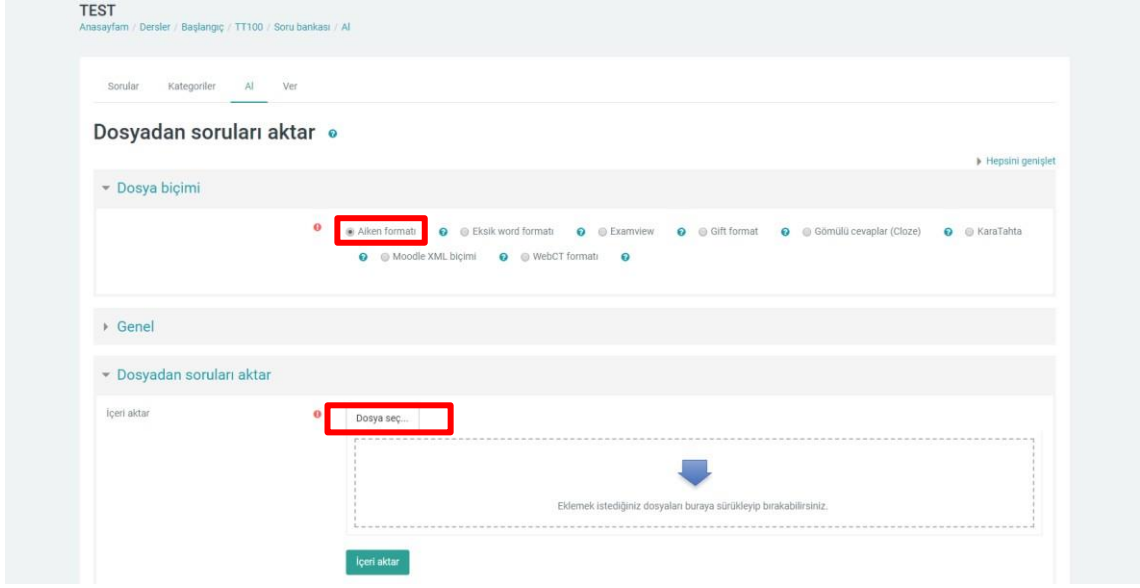 TEST
Anasayfam / Dersler / Başlangıç / TT100 / Soru bankası / Al
Sorular Kategoriler Al Ver
Dosyadan soruları aktar
Hepsini genişlet
Dosya biçimi
Aiken formatı Eksik word formatı Examview Gift format Gömülü cevaplar (Cloze) KaraTahta
Moodle XML biçimi WebCT formatı
Genel
Dosyadan soruları aktar
İçeri aktar Dosya seç...
Eklemek istediğiniz dosyaları buraya sürükleyip bırakabilirsiniz.
İçeri aktar